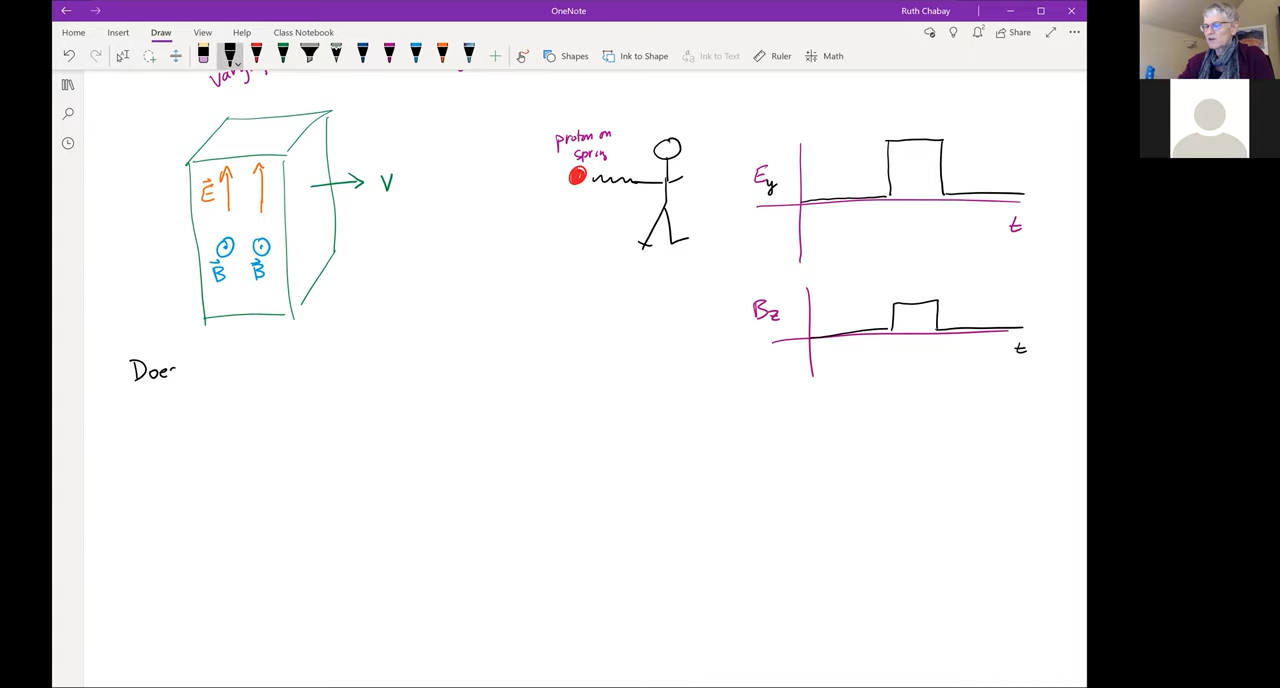 OneNote
Ruth Chabay
Home Insert Draw View Help Class Notebook
Share
Shapes Ink to Shape Ink to Text Ruler Math
E E⃗
V
B⃗ B⃗
proton on
spring
Ey
t
Bz
t
Doe